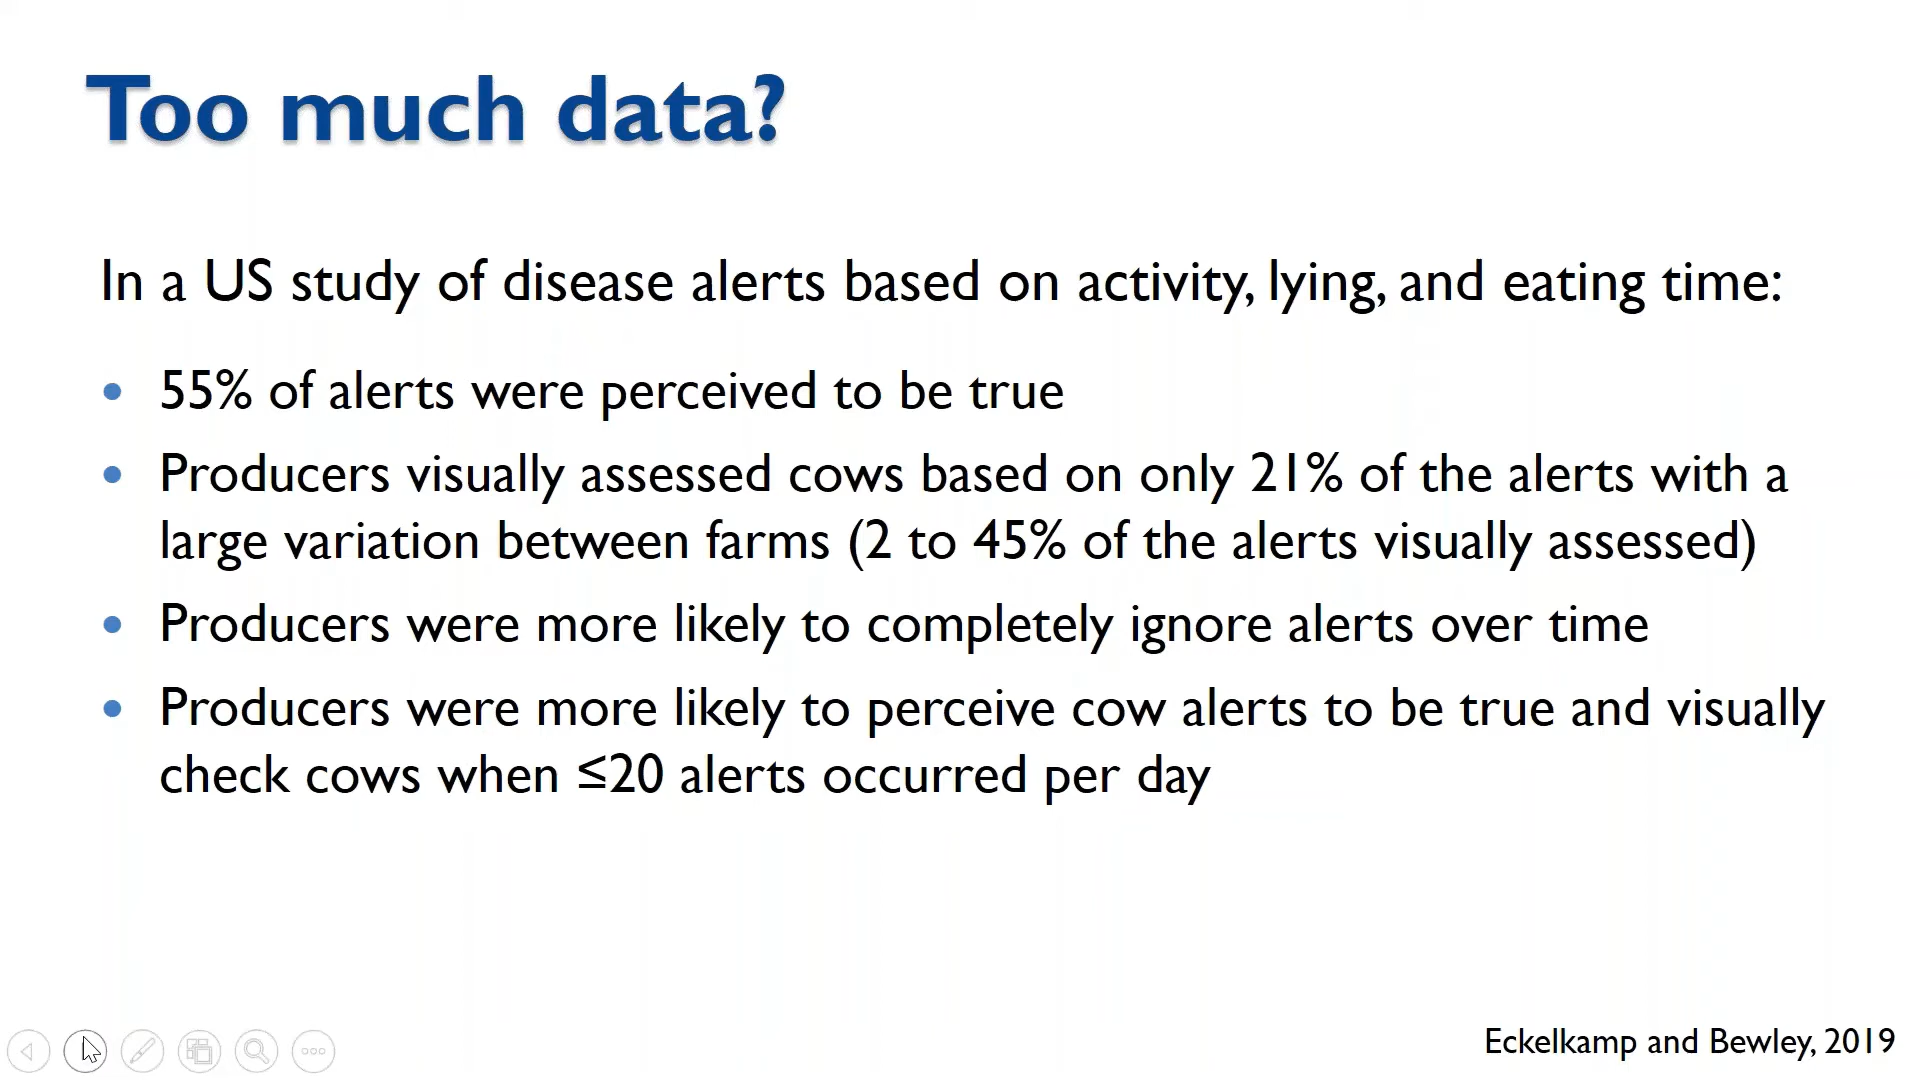 Too much data?
In a US study of disease alerts based on activity, lying, and eating time:
• 55% of alerts were perceived to be true
• Producers visually assessed cows based on only 21% of the alerts with a
large variation between farms (2 to 45% of the alerts visually assessed)
• Producers were more likely to completely ignore alerts over time
• Producers were more likely to perceive cow alerts to be true and visually
check cows when ≤20 alerts occurred per day
Eckelkamp and Bewley, 2019